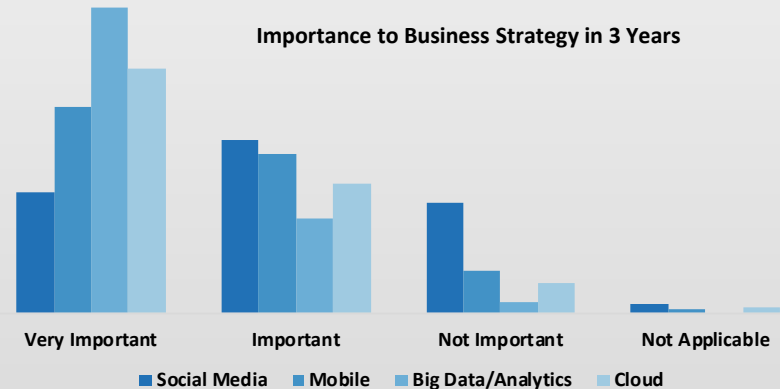 Importance to Business Strategy in 3 Years
Very Important
Important
Not Important
Not Applicable
Social Media
Mobile
Big Data/Analytics
Cloud